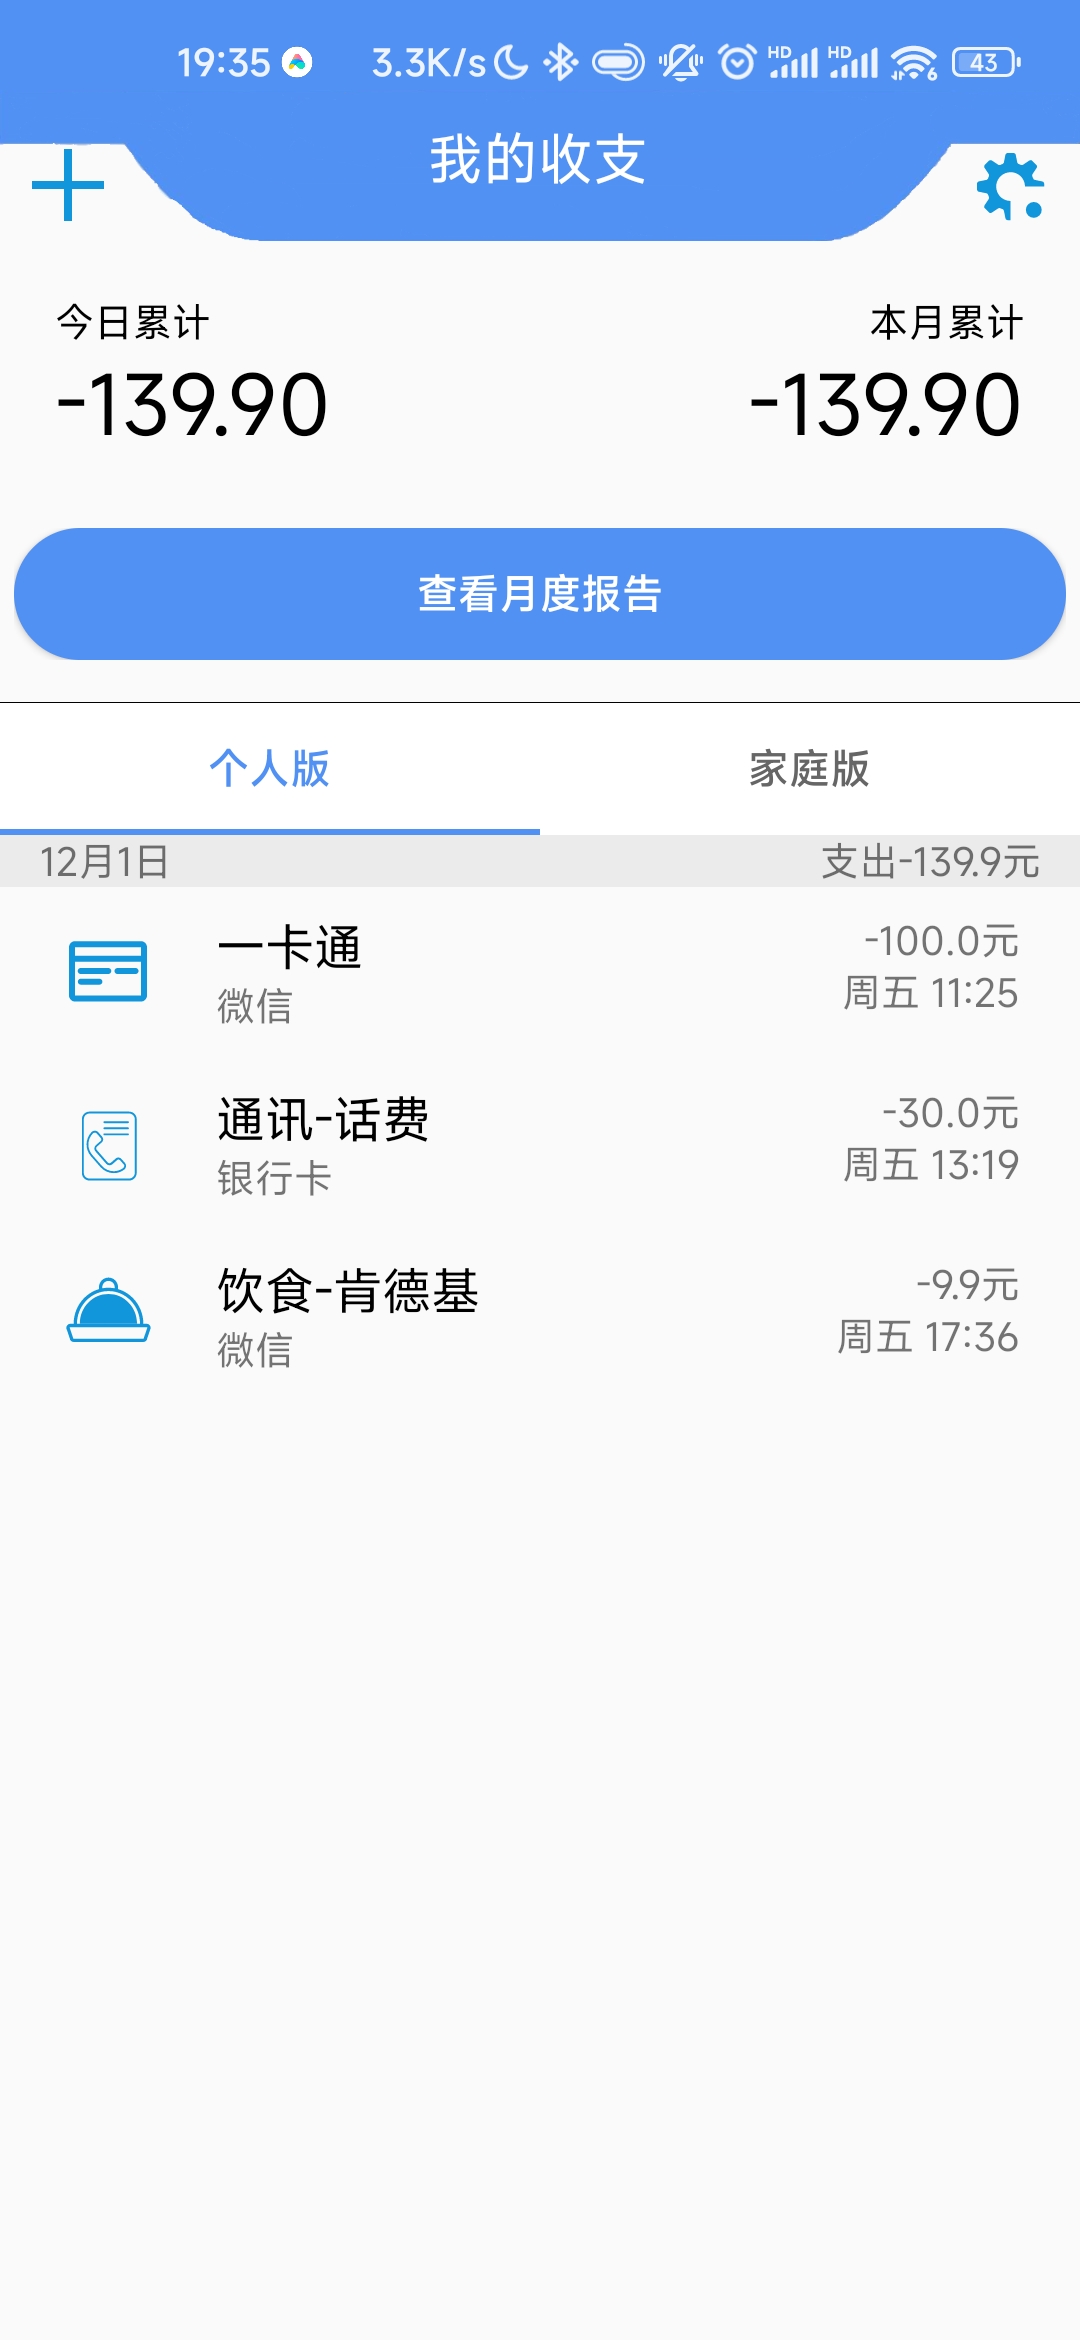 19:35 3.3K/s HD HD 6 43
我的收支
今日累计 本月累计
-139.90 -139.90
查看月度报告
个人版 家庭版
12月1日 支出-139.9元
一卡通 -100.0元
微信 周五 11:25
通讯-话费 -30.0元
银行卡 周五 13:19
饮食-肯德基 -9.9元
微信 周五 17:36